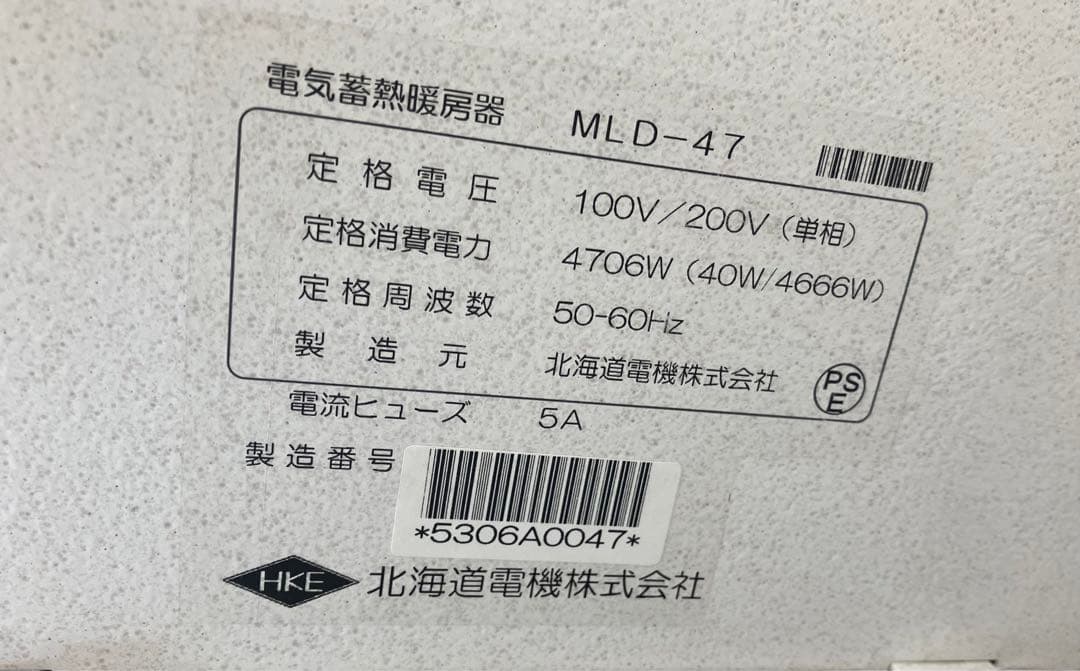 電気蓄熱暖房器 MLD-47
定格電圧 100V/200V(単相)
定格消費電力 4706W(40W/4666W)
定格周波数 50-60Hz
製造元 北海道電機株式会社
PS
E
電流ヒューズ 5A
製造番号
*5306A0047*
HKE 北海道電機株式会社